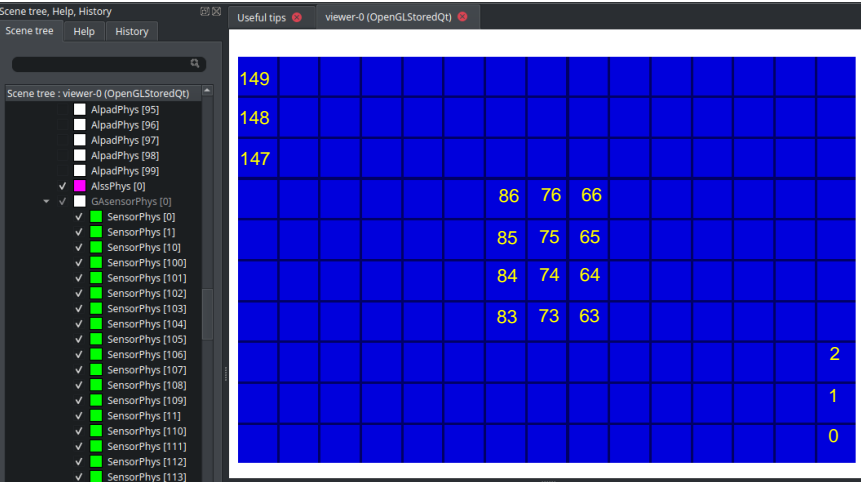 Scene tree, Help, History
Useful tips
viewer-0 (OpenGLStoredQt)
Scene tree
Help
History
Scene tree : viewer-0 (OpenGLStoredQt)
AlpadPhys [95]
AlpadPhys [96]
AlpadPhys [97]
AlpadPhys [98]
AlpadPhys [99]
AlssPhys [0]
GAsensorPhys [0]
SensorPhys [0]
SensorPhys [1]
SensorPhys [10]
SensorPhys [100]
SensorPhys [101]
SensorPhys [102]
SensorPhys [103]
SensorPhys [104]
SensorPhys [105]
SensorPhys [106]
SensorPhys [107]
SensorPhys [108]
SensorPhys [109]
SensorPhys [11]
SensorPhys [110]
SensorPhys [111]
SensorPhys [112]
SensorPhys [113]
149
148
147
86 76 66
85 75 65
84 74 64
83 73 63
2
1
0